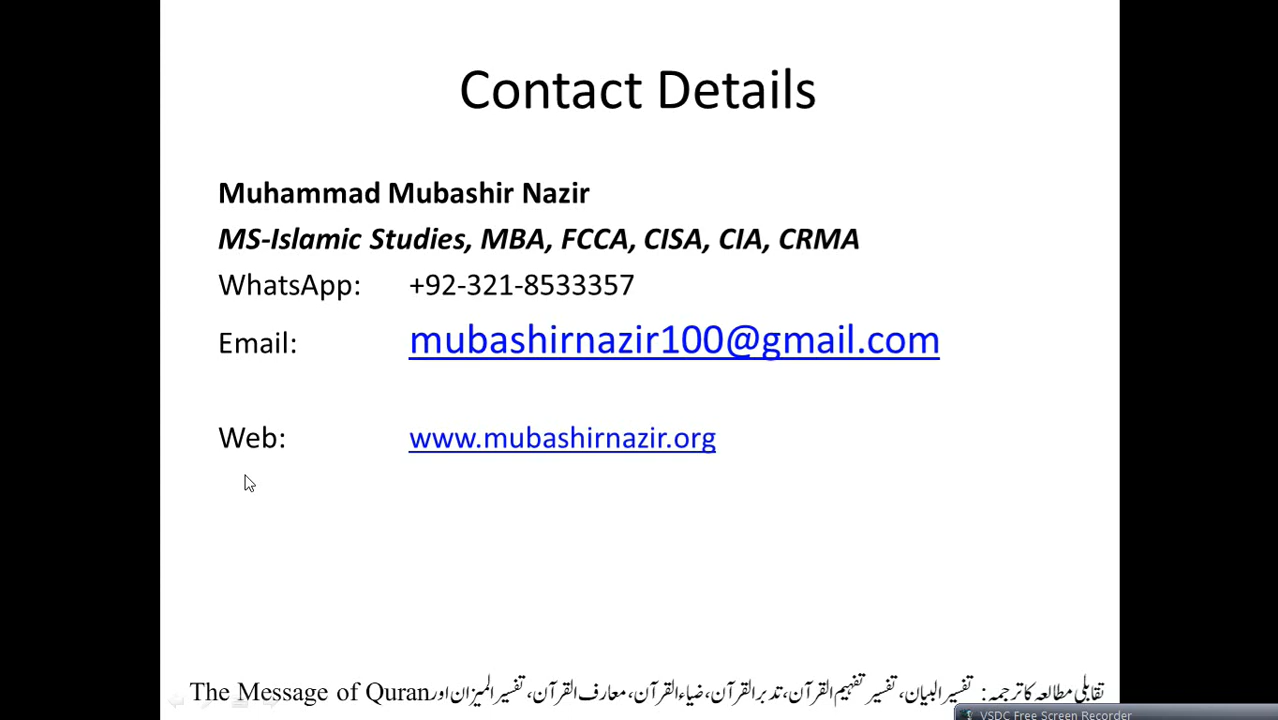 Contact Details
Muhammad Mubashir Nazir
MS-Islamic Studies, MBA, FCCA, CISA, CIA, CRMA
WhatsApp: +92-321-8533357
Email: mubashirnazir100@gmail.com
Web: www.mubashirnazir.org
تقابلی مطالعہ کا ترجمہ: تفسیر البیان، تفسیر تفہیم القرآن، تدبر القرآن، ضیاء القرآن، معارف القرآن، تفسیر المیزان اور The Message of Quran
VSDC Free Screen Recorder